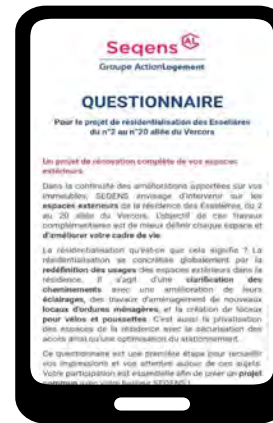 Seqens
AL
Groupe ActionLogement
QUESTIONNAIRE
Pour le projet de résidentialisation des Esselières
du n°2 au n°20 allée du Vercors
Un projet de rénovation complète de vos espaces
extérieurs
Dans la continuité des améliorations apportées sur vos
immeubles, SEQENS envisage d'intervenir sur les
espaces extérieurs de la résidence des Esselières, du 2
au 20 allée du Vercors. L'objectif de ces travaux
complémentaires est de mieux définir chaque espace et
d'améliorer votre cadre de vie.
La résidentialisation qu'est-ce que cela signifie ? La
résidentialisation se concrétise globalement par la
redéfinition des usages des espaces extérieurs dans la
résidence. Il s'agit d'une clarification des
cheminements avec une amélioration de leurs
éclairages, des travaux d'aménagement de nouveaux
locaux d'ordures ménagères, et la création de locaux
pour vélos et poussettes. C'est aussi la privatisation
des espaces de la résidence avec la sécurisation des
accès ainsi qu'une optimisation du stationnement.
Ce questionnaire est une première étape pour recueillir
vos impressions et vos attentes autour de ces sujets.
Votre participation est essentielle afin de créer un projet
commun avec votre bailleur SEQENS !